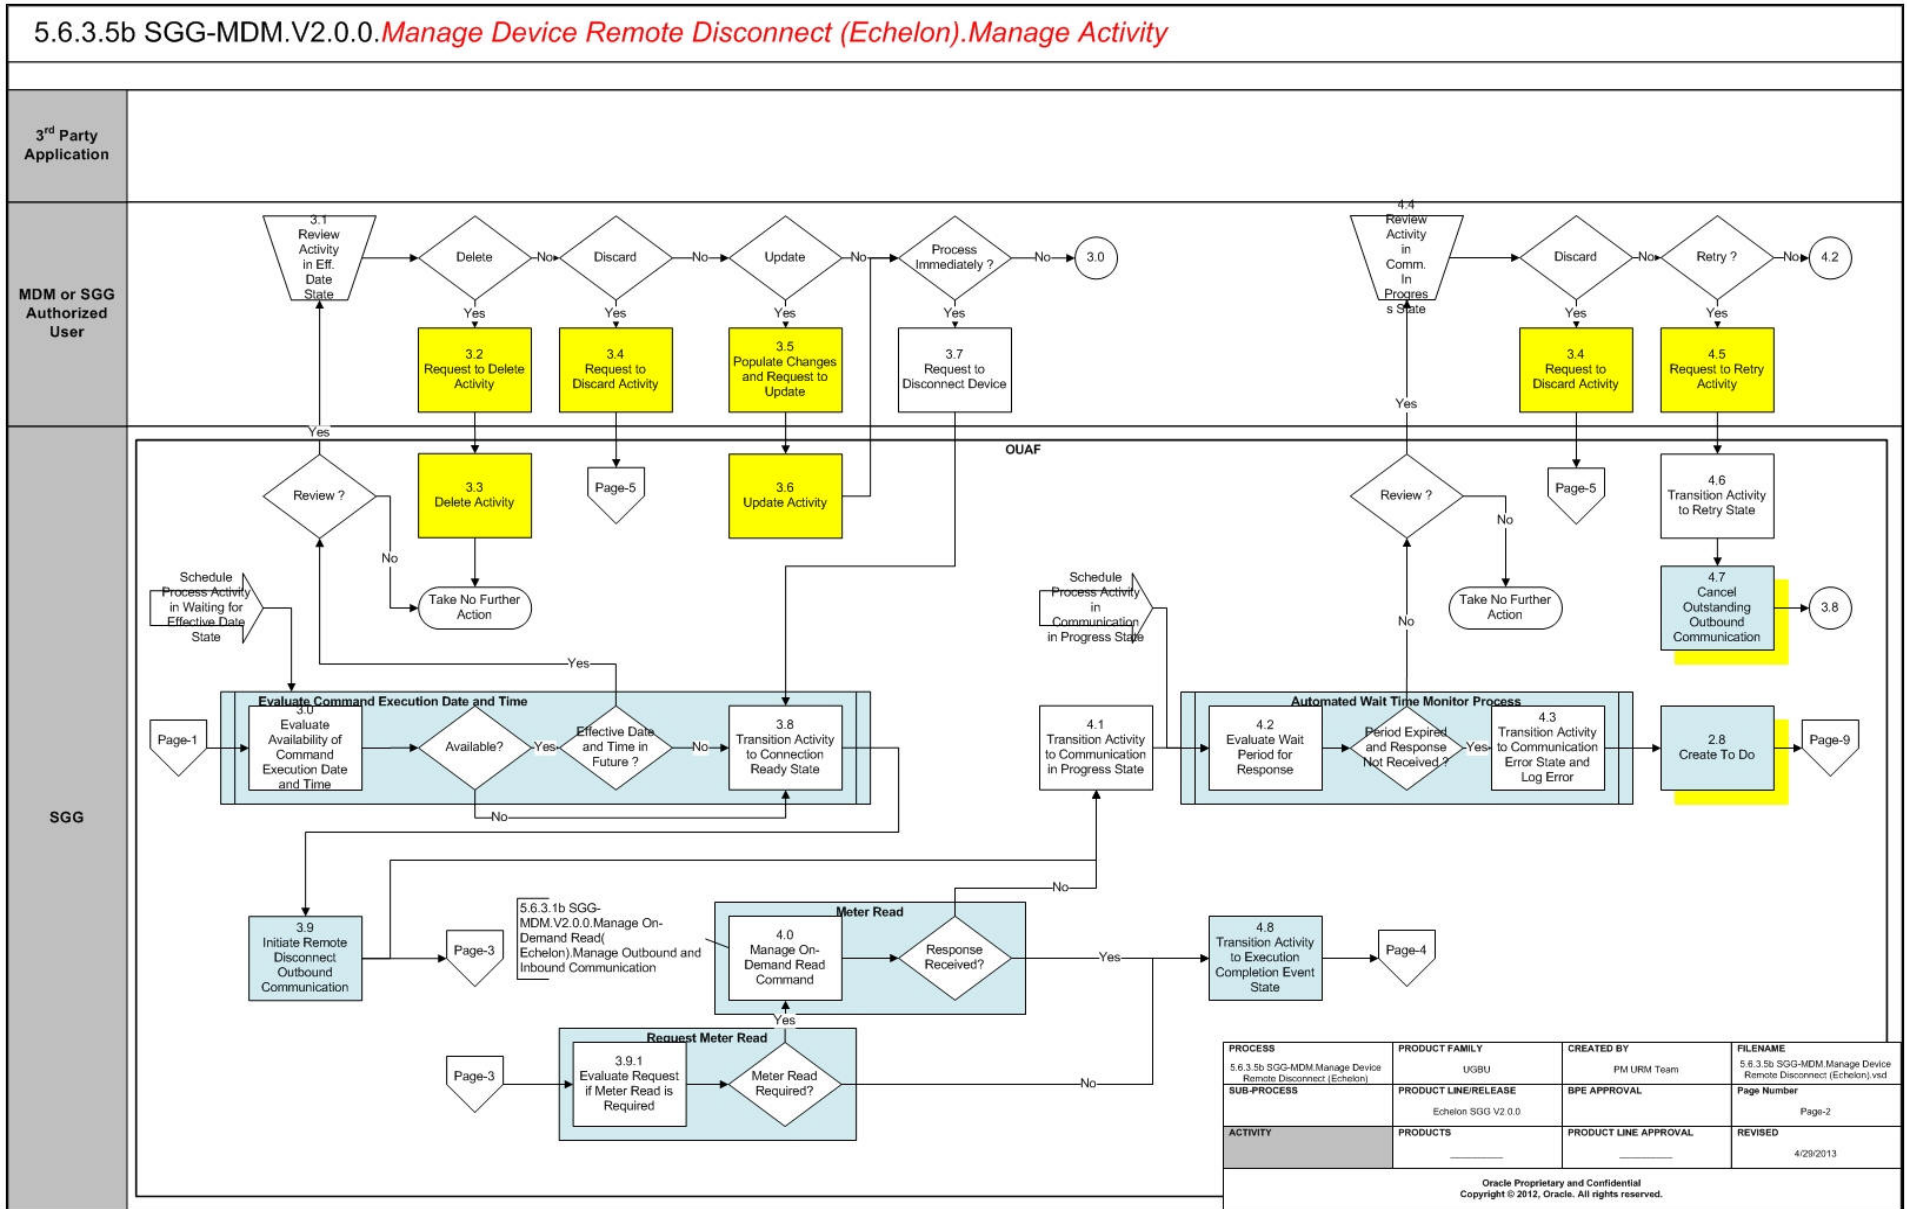 5.6.3.5b SGG-MDM.V2.0.0.Manage Device Remote Disconnect (Echelon).Manage Activity
3rd Party
Application
MDM or SGG
Authorized
User
3.1
Review
Activity
in Eff.
Date
State
Delete
No
Discard
No
Update
No
Process
Immediately ?
No
3.0
Yes
Yes
Yes
Yes
3.2
Request to Delete
Activity
3.4
Request to
Discard Activity
3.5
Populate Changes
and Request to
Update
3.7
Request to
Disconnect Device
4.4
Review
Activity
in
Comm.
In
Progres
s State
Discard
No
Retry ?
No
4.2
Yes
Yes
3.4
Request to
Discard Activity
4.5
Request to Retry
Activity
Yes
Yes
SGG
OUAF
Review ?
No
3.3
Delete Activity
Page-5
3.6
Update Activity
Take No Further
Action
Schedule
Process Activity
in Waiting for
Effective Date
State
Review ?
No
Page-5
4.6
Transition Activity
to Retry State
Schedule
Process Activity
in
Communication
in Progress State
Take No Further
Action
4.7
Cancel
Outstanding
Outbound
Communication
3.8
No
Yes
Evaluate Command Execution Date and Time
Page-1
3.0
Evaluate
Availability of
Command
Execution Date
and Time
Available?
Yes
Effective Date
and Time in
Future ?
No
3.8
Transition Activity
to Connection
Ready State
No
4.1
Transition Activity
to Communication
in Progress State
Automated Wait Time Monitor Process
4.2
Evaluate Wait
Period for
Response
Period Expired
and Response
Not Received ?
Yes
4.3
Transition Activity
to Communication
Error State and
Log Error
2.8
Create To Do
Page-9
3.9
Initiate Remote
Disconnect
Outbound
Communication
Page-3
5.6.3.1b SGG-
MDM.V2.0.0.Manage On-
Demand Read(
Echelon).Manage Outbound and
Inbound Communication
Meter Read
4.0
Manage On-
Demand Read
Command
Response
Received?
No
Yes
4.8
Transition Activity
to Execution
Completion Event
State
Page-4
Yes
Request Meter Read
Page-3
3.9.1
Evaluate Request
if Meter Read is
Required
Meter Read
Required?
No
PROCESS
5.6.3.5b SGG-MDM.Manage Device
Remote Disconnect (Echelon)
PRODUCT FAMILY
UGBU
CREATED BY
PM URM Team
FILENAME
5.6.3.5b SGG-MDM.Manage Device
Remote Disconnect (Echelon).vsd
SUB-PROCESS
PRODUCT LINE/RELEASE
Echelon SGG V2.0.0
BPE APPROVAL
Page Number
Page-2
ACTIVITY
PRODUCTS
PRODUCT LINE APPROVAL
REVISED
4/29/2013
Oracle Proprietary and Confidential
Copyright © 2012, Oracle. All rights reserved.